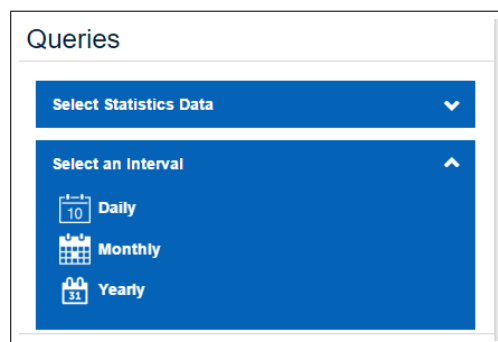 Queries
Select Statistics Data
Select an Interval
10 Daily
Monthly
31 Yearly